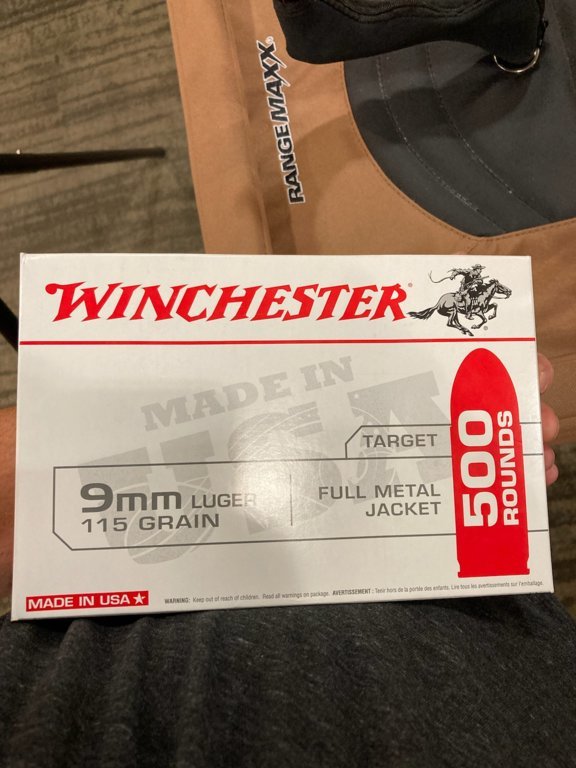 RANGEMAXX
WINCHESTER
MADE IN
USA
TARGET
9mm LUGER
115 GRAIN
FULL METAL
JACKET
500
ROUNDS
MADE IN USA
WARNING: Keep out of reach of children. Read all warnings on package. AVERTISSEMENT: Tenir hors de la portée des enfants. Lire tous les avertissements sur l'emballage.